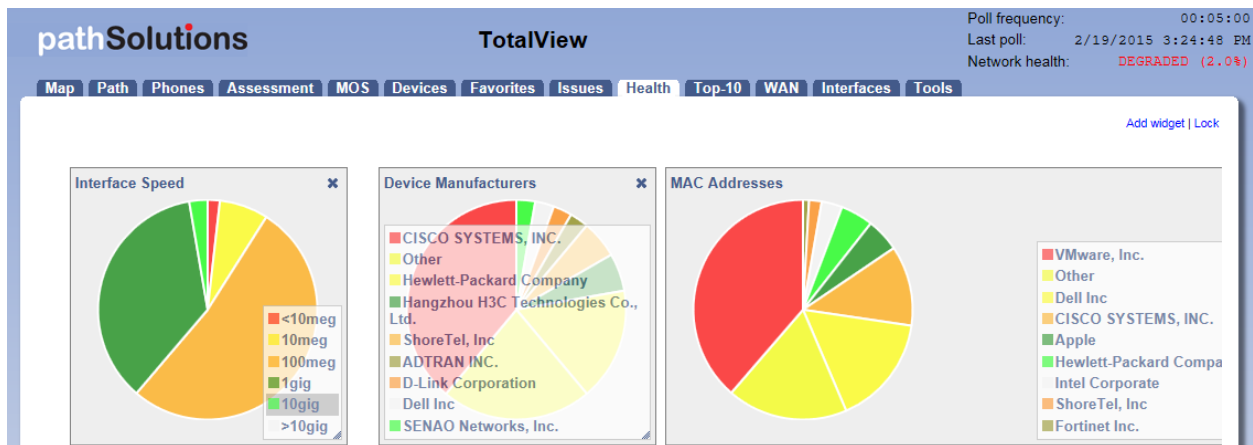 pathSolutions
TotalView
Poll frequency: 00:05:00
Last poll: 2/19/2015 3:24:48 PM
Network health: DEGRADED (2.0%)
Map Path Phones Assessment MOS Devices Favorites Issues Health Top-10 WAN Interfaces Tools
Add widget | Lock
Interface Speed
<10meg
10meg
100meg
1gig
10gig
>10gig
Device Manufacturers
CISCO SYSTEMS, INC.
Other
Hewlett-Packard Company
Hangzhou H3C Technologies Co.,
Ltd.
ShoreTel, Inc
ADTRAN INC.
D-Link Corporation
Dell Inc
SENAO Networks, Inc.
MAC Addresses
VMware, Inc.
Other
Dell Inc
CISCO SYSTEMS, INC.
Apple
Hewlett-Packard Compa
Intel Corporate
ShoreTel, Inc
Fortinet Inc.